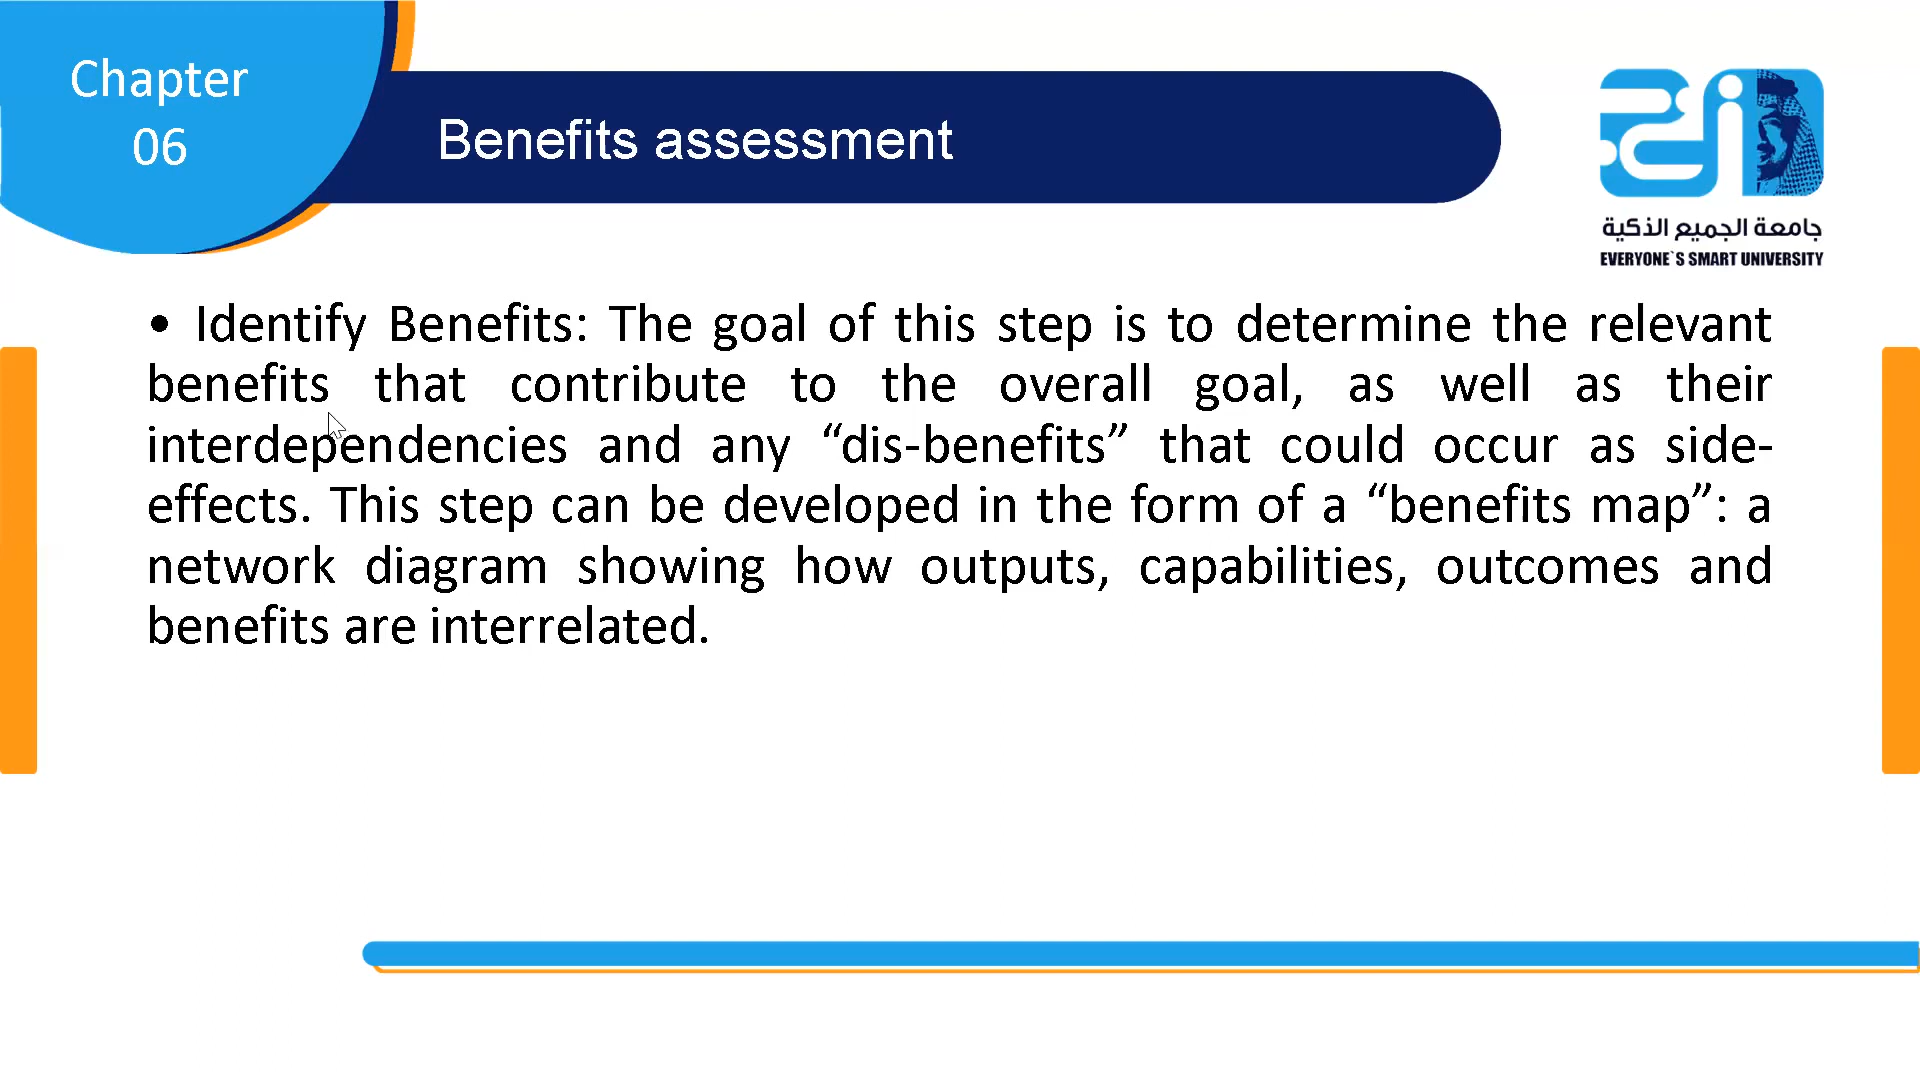 Chapter
06
Benefits assessment
جامعة الجميع الذكية
EVERYONE`S SMART UNIVERSITY
• Identify Benefits: The goal of this step is to determine the relevant
benefits that contribute to the overall goal, as well as their
interdependencies and any “dis-benefits” that could occur as side-
effects. This step can be developed in the form of a “benefits map”: a
network diagram showing how outputs, capabilities, outcomes and
benefits are interrelated.